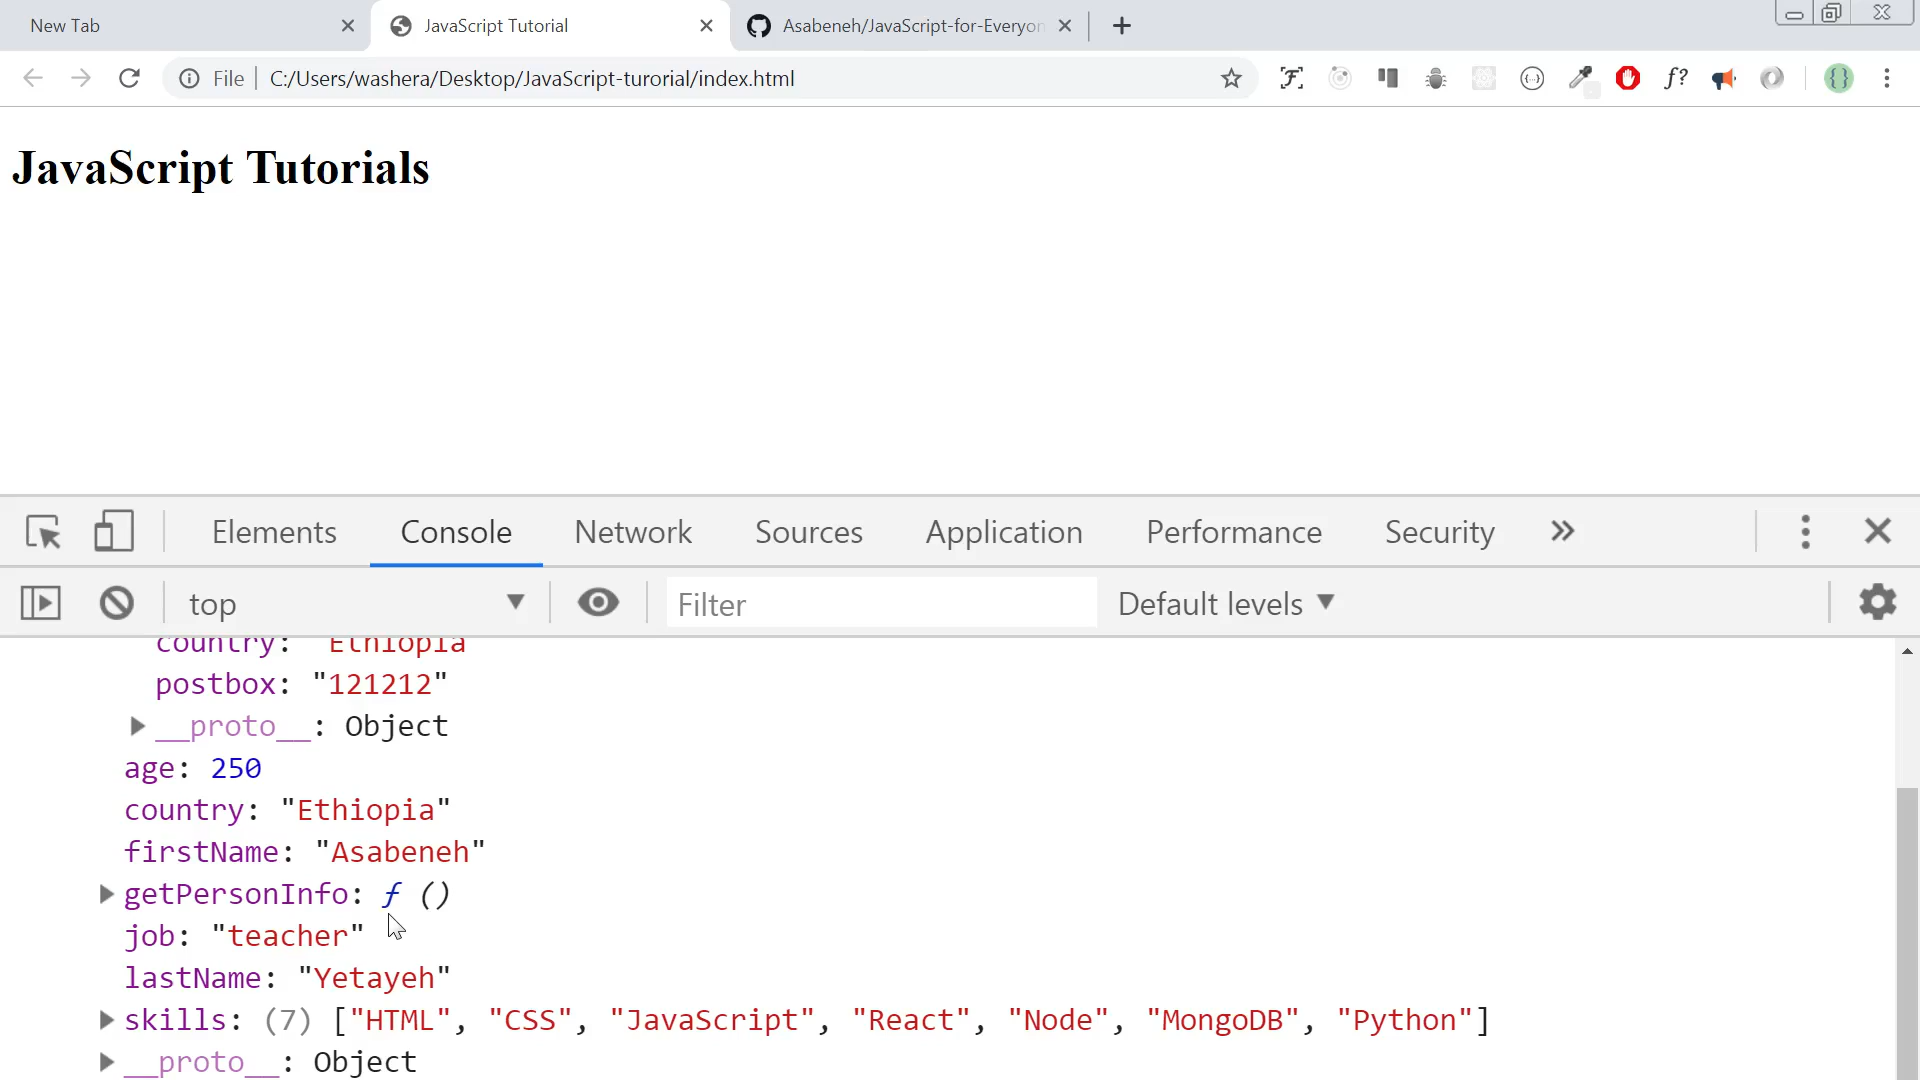 New Tab
JavaScript Tutorial
Asabeneh/JavaScript-for-Everyon
File
C:/Users/washera/Desktop/JavaScript-turorial/index.html
f?
JavaScript Tutorials
Elements Console Network Sources Application Performance Security
top
Filter
Default levels
country: "Ethiopia
postbox: "121212"
__proto__: Object
age: 250
country: "Ethiopia"
firstName: "Asabeneh"
getPersonInfo: ƒ ()
job: "teacher"
lastName: "Yetayeh"
skills: (7) ["HTML", "CSS", "JavaScript", "React", "Node", "MongoDB", "Python"]
__proto__: Object